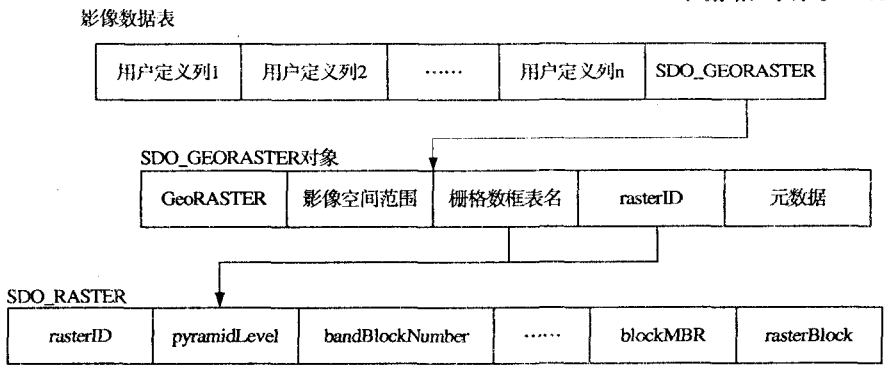 影像数据表
用户定义列1 用户定义列2 …… 用户定义列n SDO_GEORASTER
SDO_GEORASTER对象
GeoRASTER 影像空间范围 栅格数框表名 rasterID 元数据
SDO_RASTER
rasterID pyramidLevel bandBlockNumber …… blockMBR rasterBlock